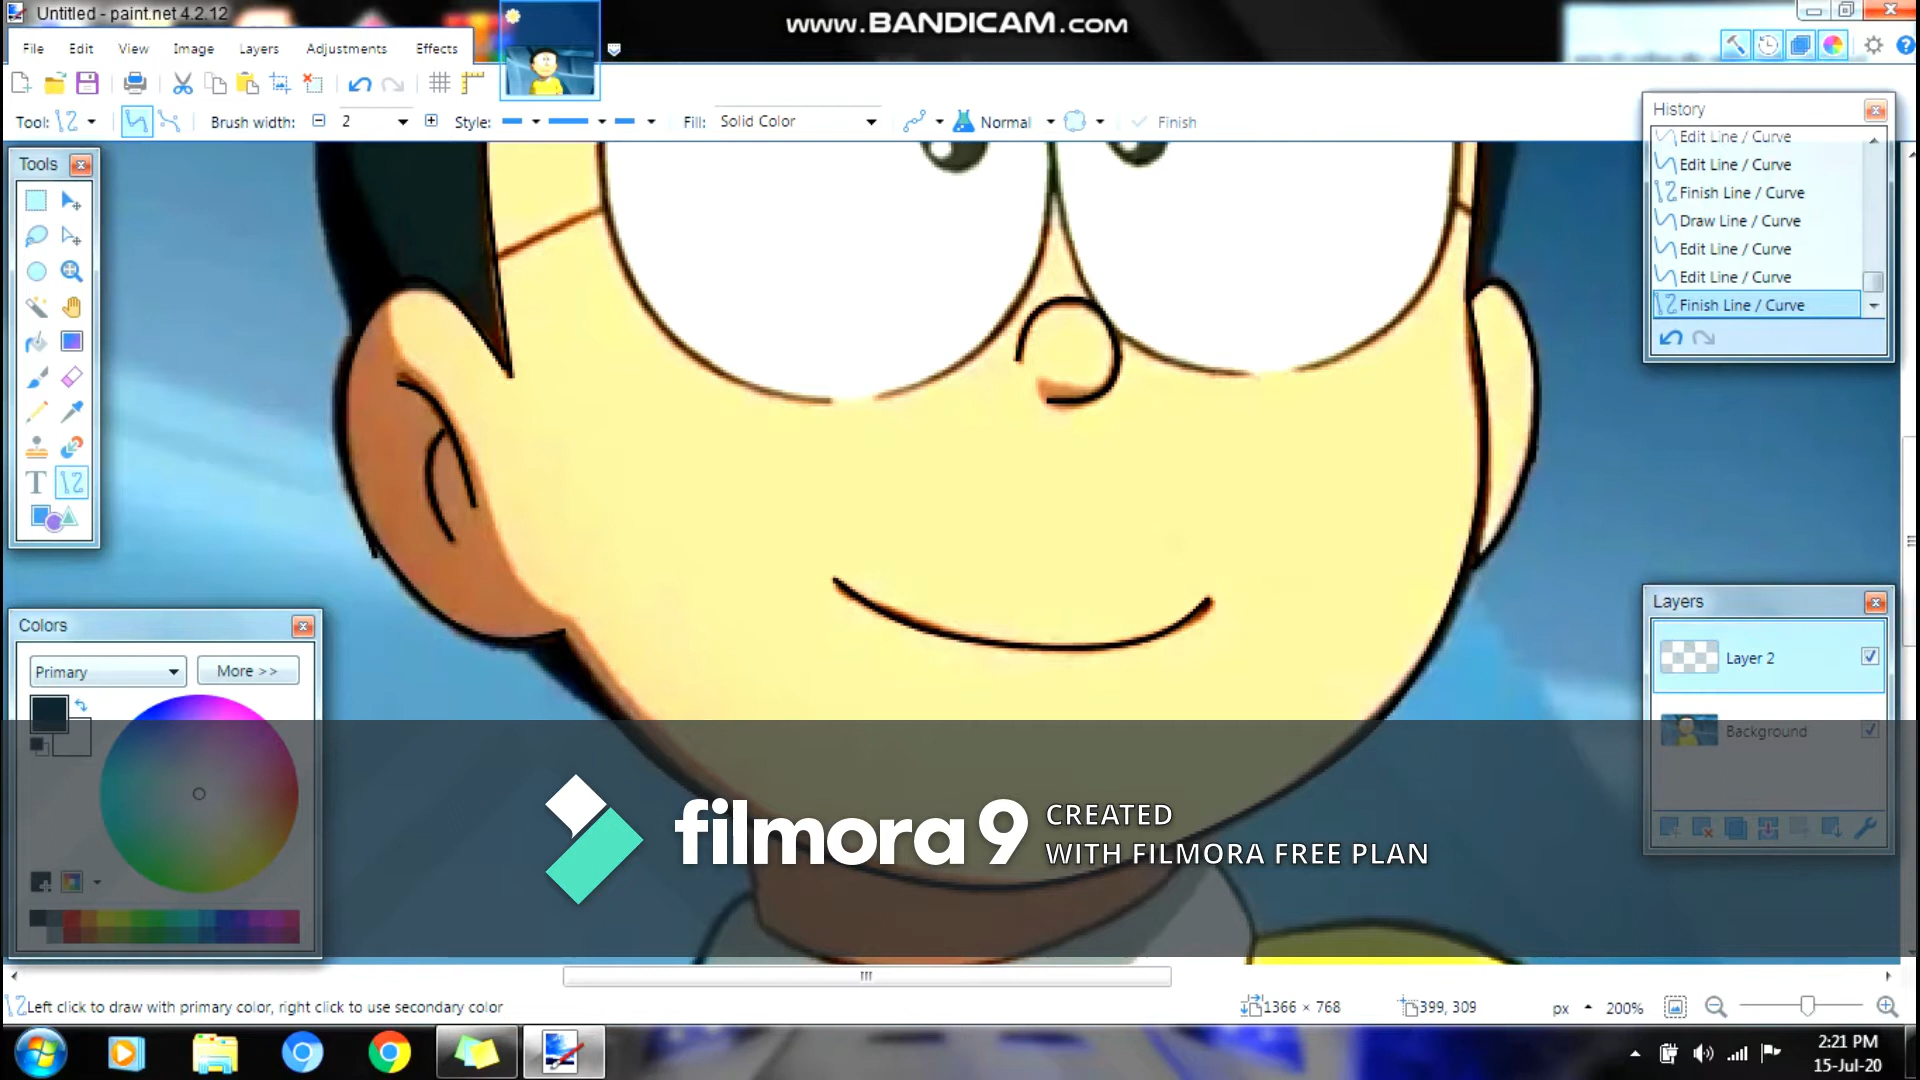 Untitled - paint.net 4.2.12
www.BANDICAM.com
File Edit View Image Layers Adjustments Effects
Tool: Brush width: 2 Style: Fill: Solid Color Normal Finish
Tools
History
Edit Line / Curve
Edit Line / Curve
Finish Line / Curve
Draw Line / Curve
Edit Line / Curve
Edit Line / Curve
Finish Line / Curve
Layers
Layer 2
Background
Colors
Primary More >>
filmora 9 CREATED
WITH FILMORA FREE PLAN
Left click to draw with primary color, right click to use secondary color 1366 × 768 399, 309 px 200%
2:21 PM
15-Jul-20